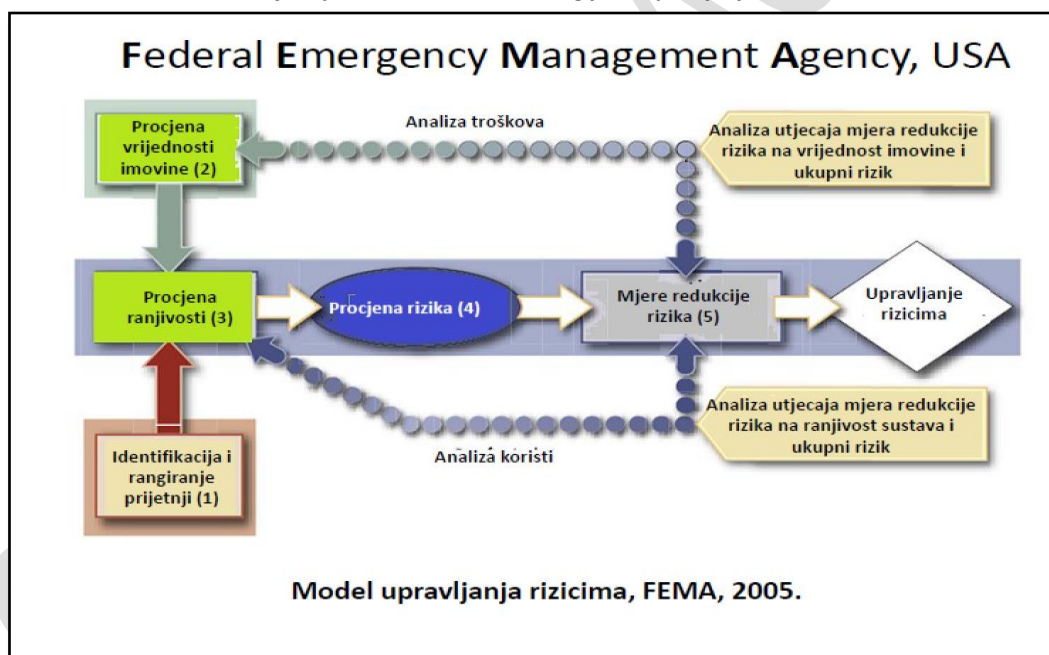 Federal Emergency Management Agency, USA
Procjena
vrijednosti
imovine (2)
Analiza troškova
Analiza utjecaja mjera redukcije
rizika na vrijednost imovine i
ukupni rizik
Procjena
ranjivosti (3)
Procjena rizika (4)
Mjere redukcije
rizika (5)
Upravljanje
rizicima
Identifikacija i
rangiranje
prijetnji (1)
Analiza koristi
Analiza utjecaja mjera redukcije
rizika na ranjivost sustava i
ukupni rizik
Model upravljanja rizicima, FEMA, 2005.